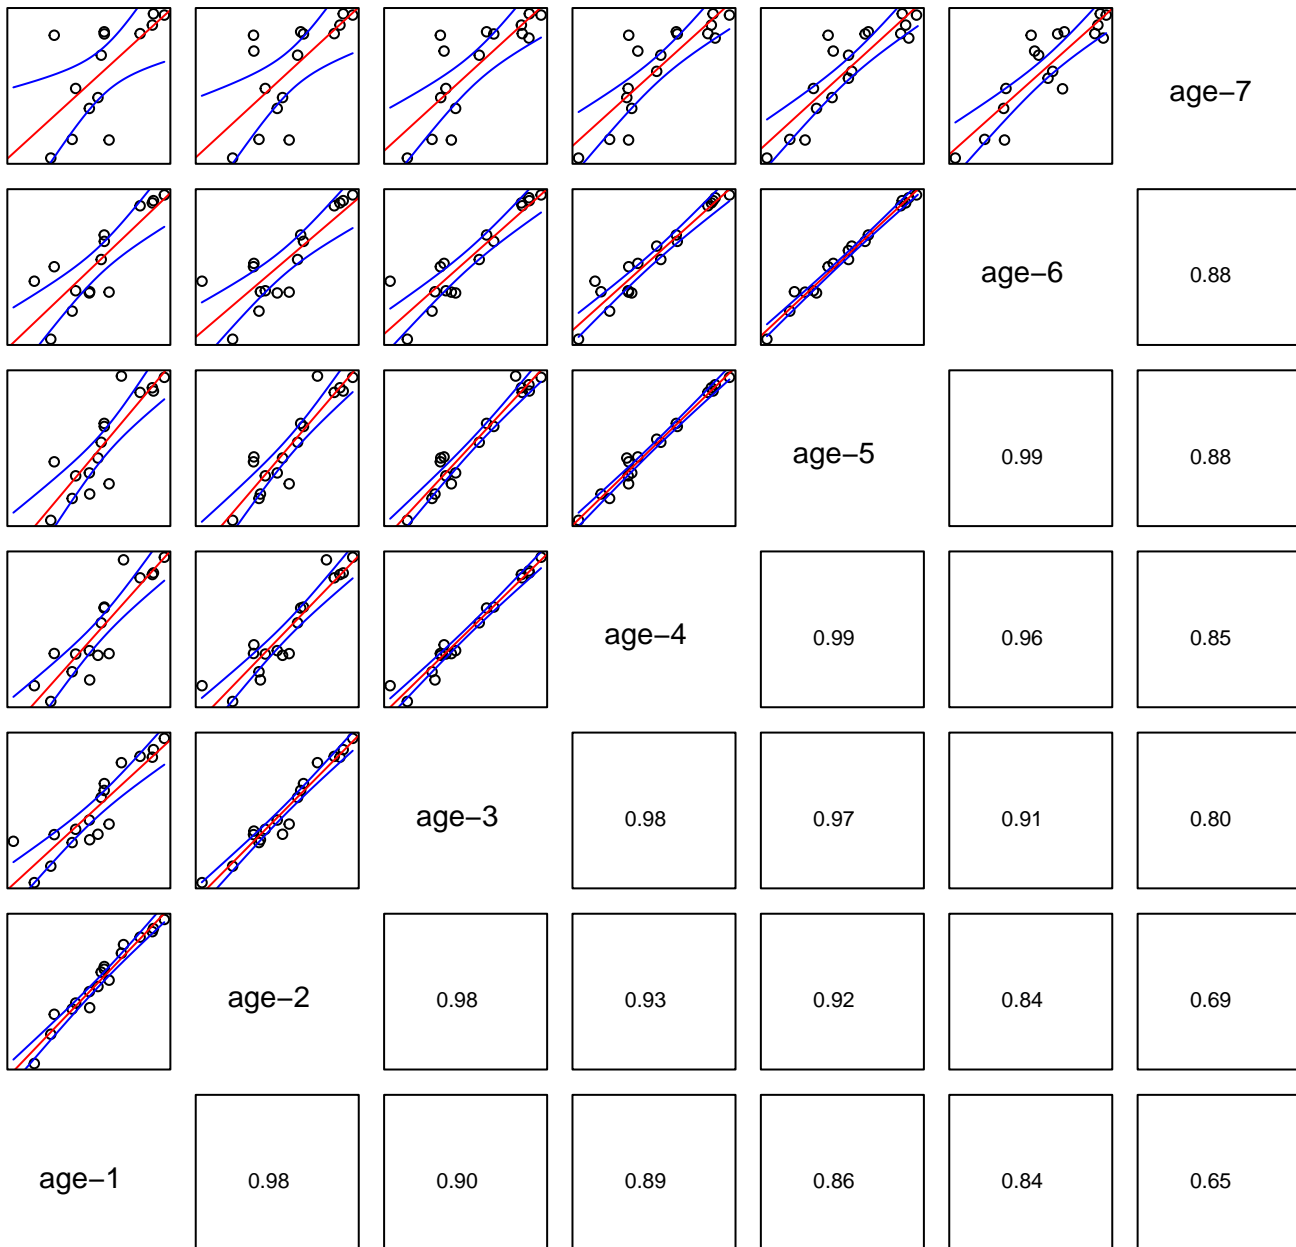 age−7
age−6 0.88
age−5 0.99 0.88
age−4 0.99 0.96 0.85
age−3 0.98 0.97 0.91 0.80
age−2 0.98 0.93 0.92 0.84 0.69
age−1 0.98 0.90 0.89 0.86 0.84 0.65